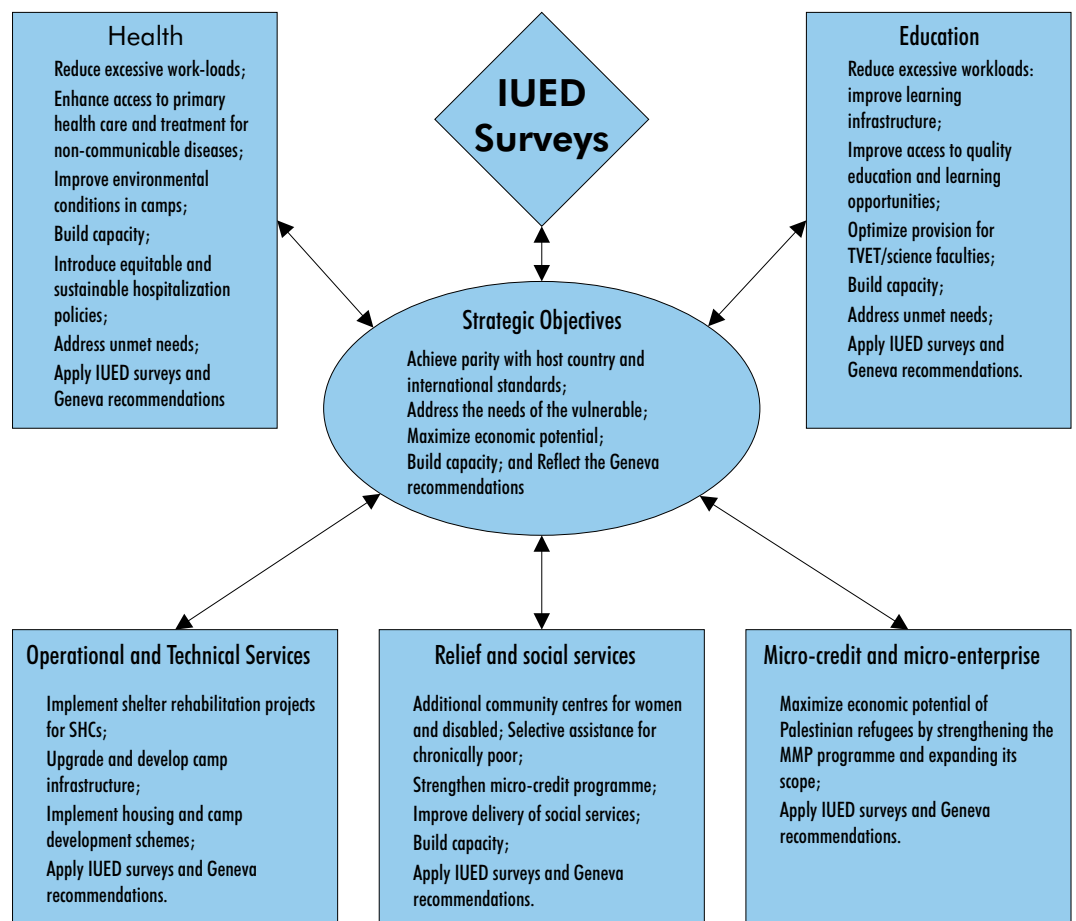 Health
Reduce excessive work-loads;
Enhance access to primary
health care and treatment for
non-communicable diseases;
Improve environmental
conditions in camps;
Build capacity;
Introduce equitable and
sustainable hospitalization
policies;
Address unmet needs;
Apply IUED surveys and
Geneva recommendations
IUED
Surveys
Education
Reduce excessive workloads:
improve learning
infrastructure;
Improve access to quality
education and learning
opportunities;
Optimize provision for
TVET/science faculties;
Build capacity;
Address unmet needs;
Apply IUED surveys and
Geneva recommendations.
Strategic Objectives
Achieve parity with host country and
international standards;
Address the needs of the vulnerable;
Maximize economic potential;
Build capacity; and Reflect the Geneva
recommendations
Operational and Technical Services
Implement shelter rehabilitation projects
for SHCs;
Upgrade and develop camp
infrastructure;
Implement housing and camp
development schemes;
Apply IUED surveys and Geneva
recommendations.
Relief and social services
Additional community centres for women
and disabled; Selective assistance for
chronically poor;
Strengthen micro-credit programme;
Improve delivery of social services;
Build capacity;
Apply IUED surveys and Geneva
recommendations.
Micro-credit and micro-enterprise
Maximize economic potential of
Palestinian refugees by strengthening the
MMP programme and expanding its
scope;
Apply IUED surveys and Geneva
recommendations.